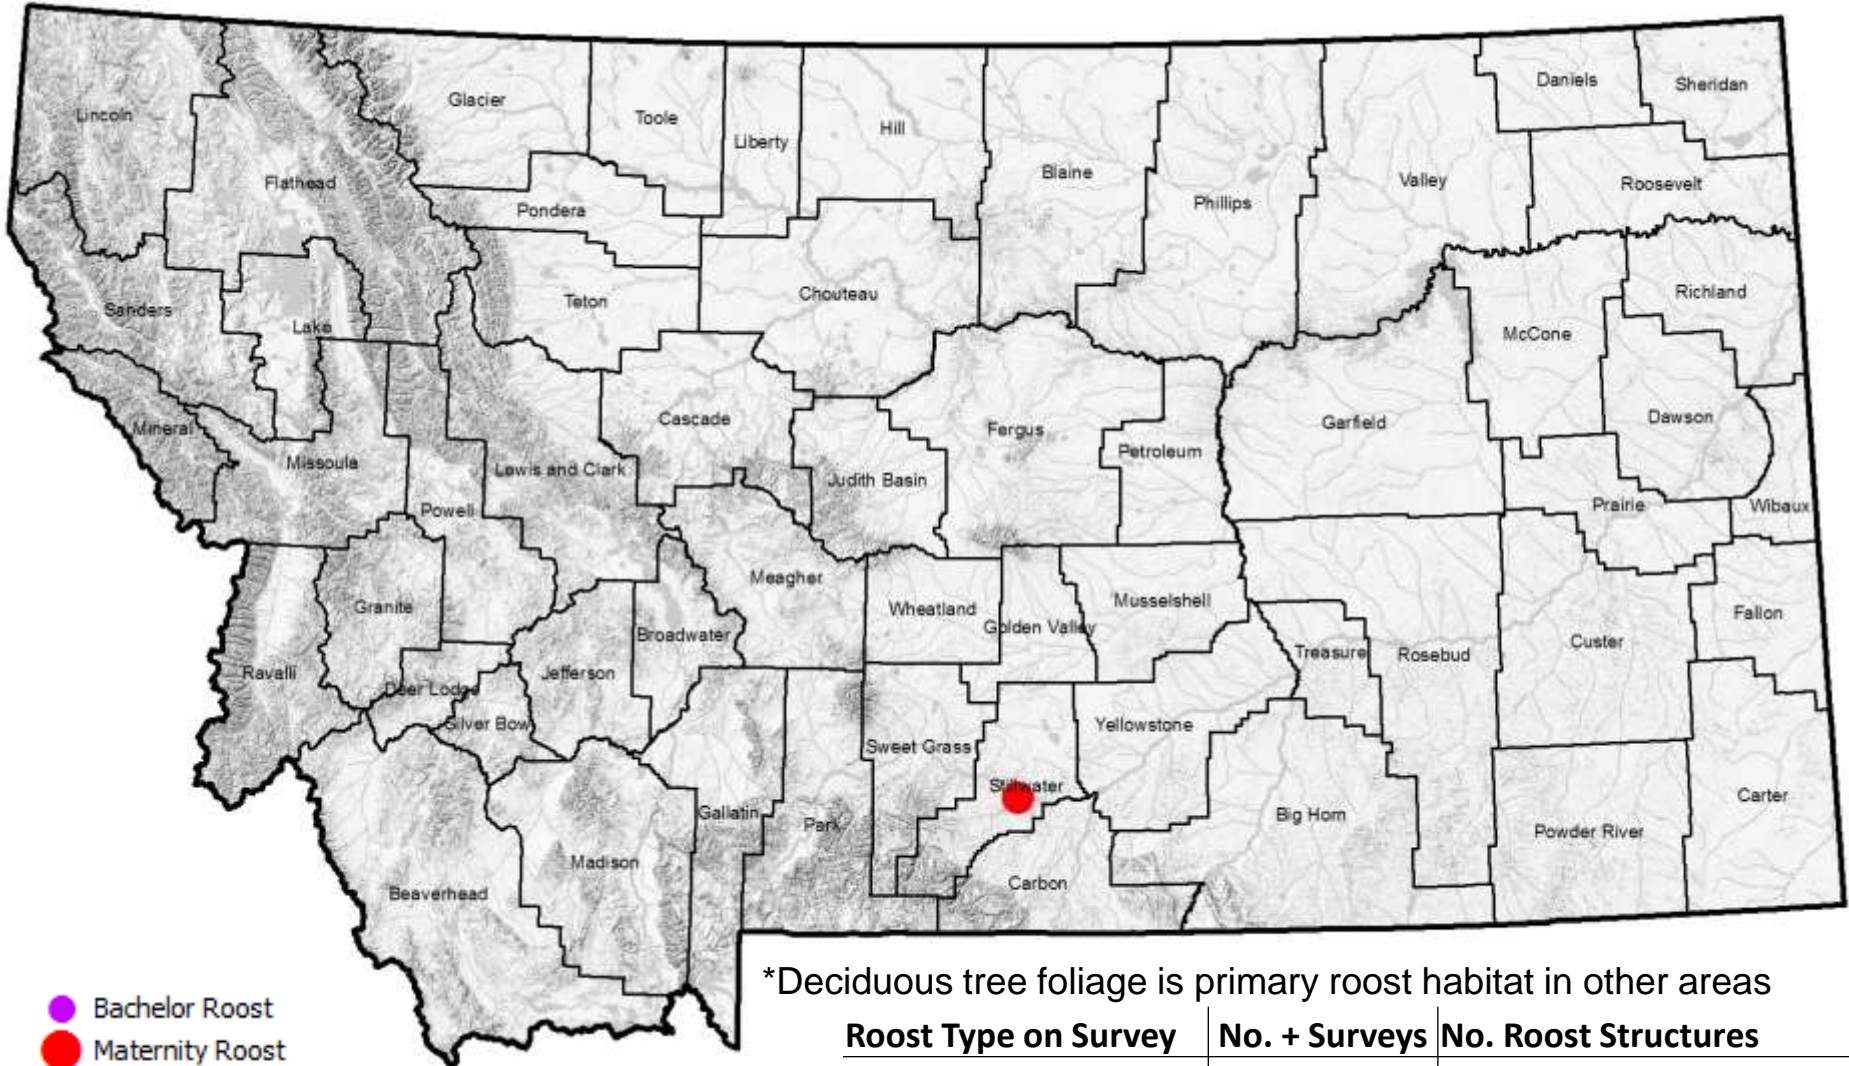 Lincoln
Glacier
Toole
Liberty
Hill
Blaine
Phillips
Valley
Daniels
Sheridan
Flathead
Pondera
Roosevelt
Sanders
Lake
Teton
Chouteau
McCone
Richland
Mineral
Missoula
Powell
Lewis and Clark
Cascade
Judith Basin
Fergus
Petroleum
Garfield
Dawson
Prairie
Wibaux
Granite
Meagher
Wheatland
Golden Valley
Musselshell
Broadwater
Ravalli
Deer Lodge
Silver Bow
Jefferson
Treasure
Rosebud
Custer
Fallon
Sweet Grass
Yellowstone
Stillwater
Gallatin
Park
Big Horn
Powder River
Carter
Beaverhead
Madison
Carbon
*Deciduous tree foliage is primary roost habitat in other areas
Bachelor Roost
Maternity Roost
Roost Type on Survey No. + Surveys No. Roost Structures